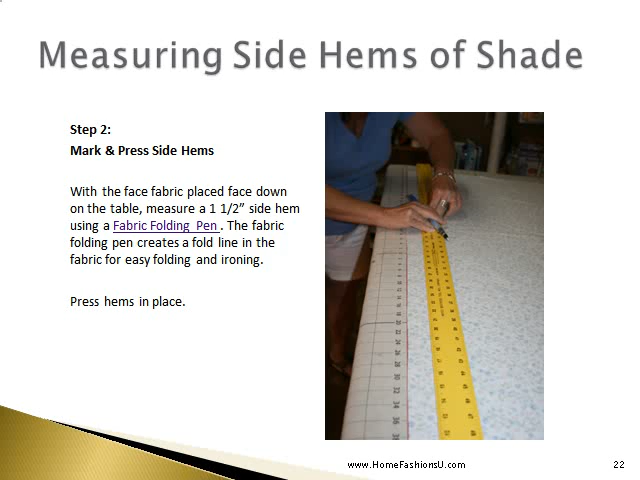 Measuring Side Hems of Shade
Step 2:
Mark & Press Side Hems
With the face fabric placed face down
on the table, measure a 1 1/2” side hem
using a Fabric Folding Pen . The fabric
folding pen creates a fold line in the
fabric for easy folding and ironing.
Press hems in place.
www.HomeFashionsU.com
22